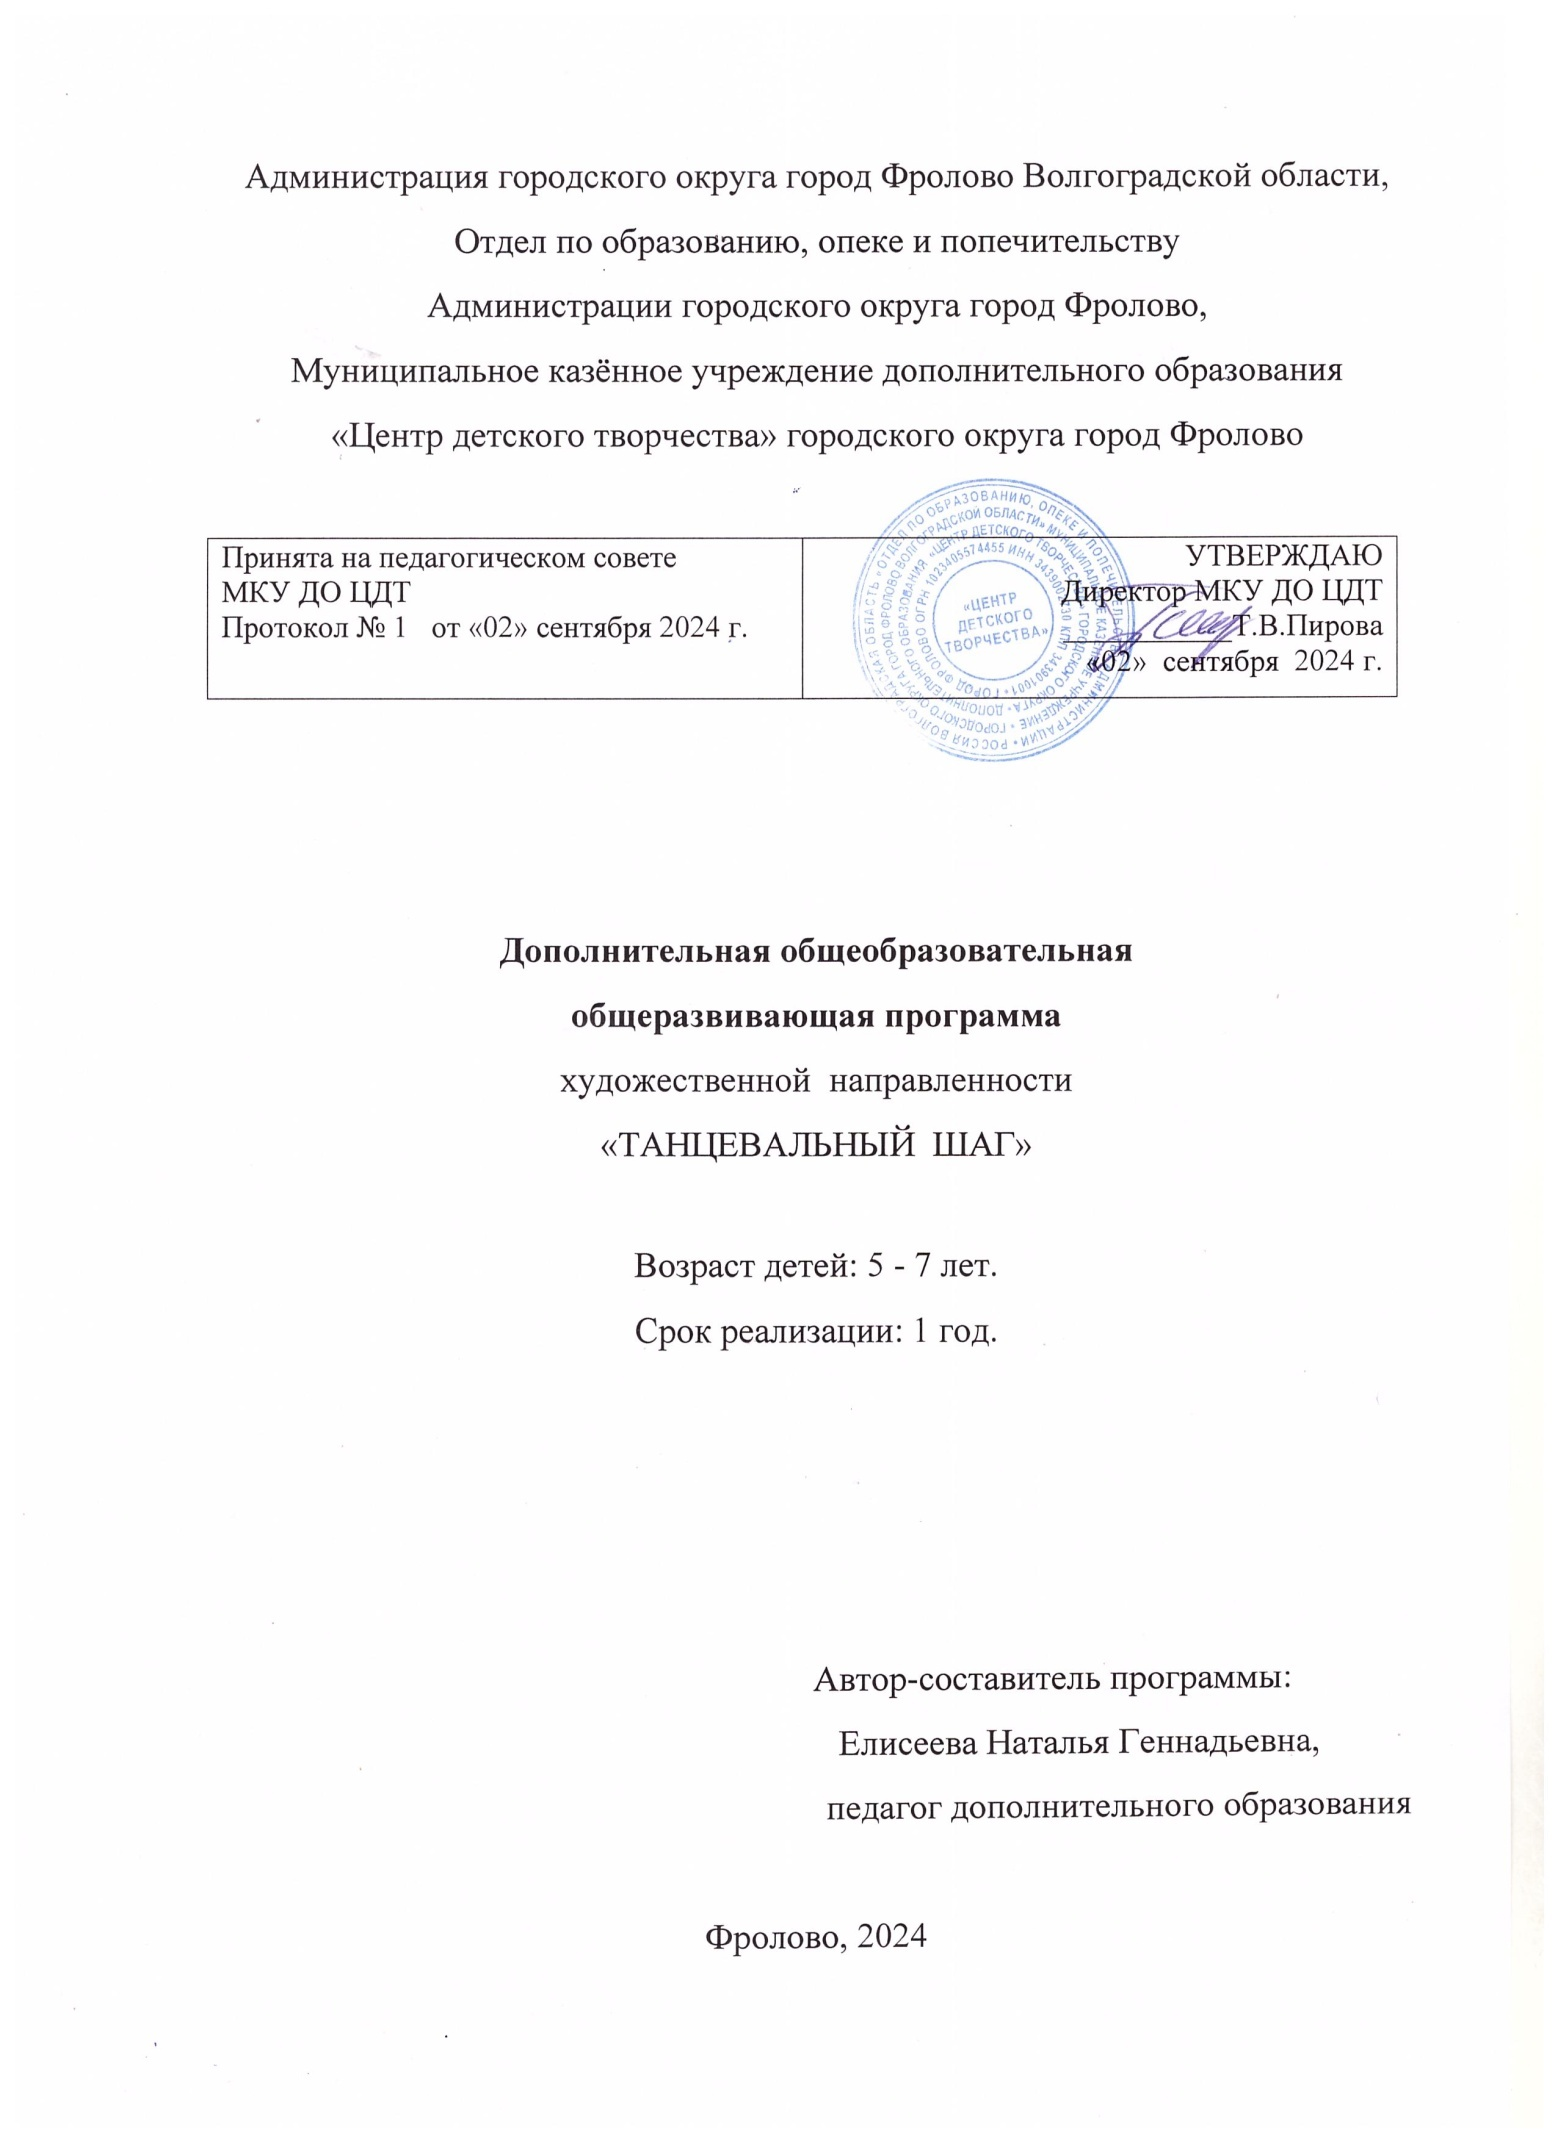 Администрация городского округа город Фролово Волгоградской области,
Отдел по образованию, опеке и попечительству
Администрации городского округа город Фролово,
Муниципальное казённое учреждение дополнительного образования
«Центр детского творчества» городского округа город Фролово
Принята на педагогическом совете
МКУ ДО ЦДТ
Протокол № 1 от «02» сентября 2024 г.
УТВЕРЖДАЮ
Директор МКУ ДО ЦДТ
Т.В.Пирова
«02» сентября 2024 г.
«ЦЕНТР
ДЕТСКОГО
ТВОРЧЕСТВА»
Дополнительная общеобразовательная
общеразвивающая программа
художественной направленности
«ТАНЦЕВАЛЬНЫЙ ШАГ»
Возраст детей: 5 - 7 лет.
Срок реализации: 1 год.
Автор-составитель программы:
Елисеева Наталья Геннадьевна,
педагог дополнительного образования
Фролово, 2024